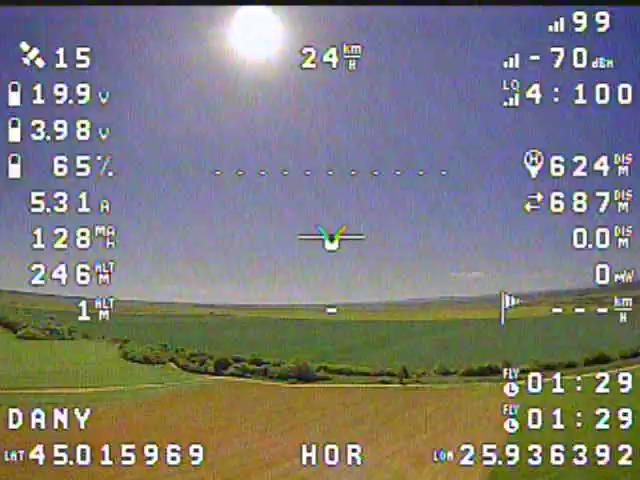 99
15 24 KM/H -70 dBm
19.9 V LQ 4:100
3.98 V
65% H 624 DIS M
5.31 A 687 DIS M
128 MAH 0.0 DIS M
246 ALT M 0 MW
1 ALT M - - - KM/H
FLY 01:29
DANY FLY 01:29
LAT 45.015969 HOR LON 25.936392